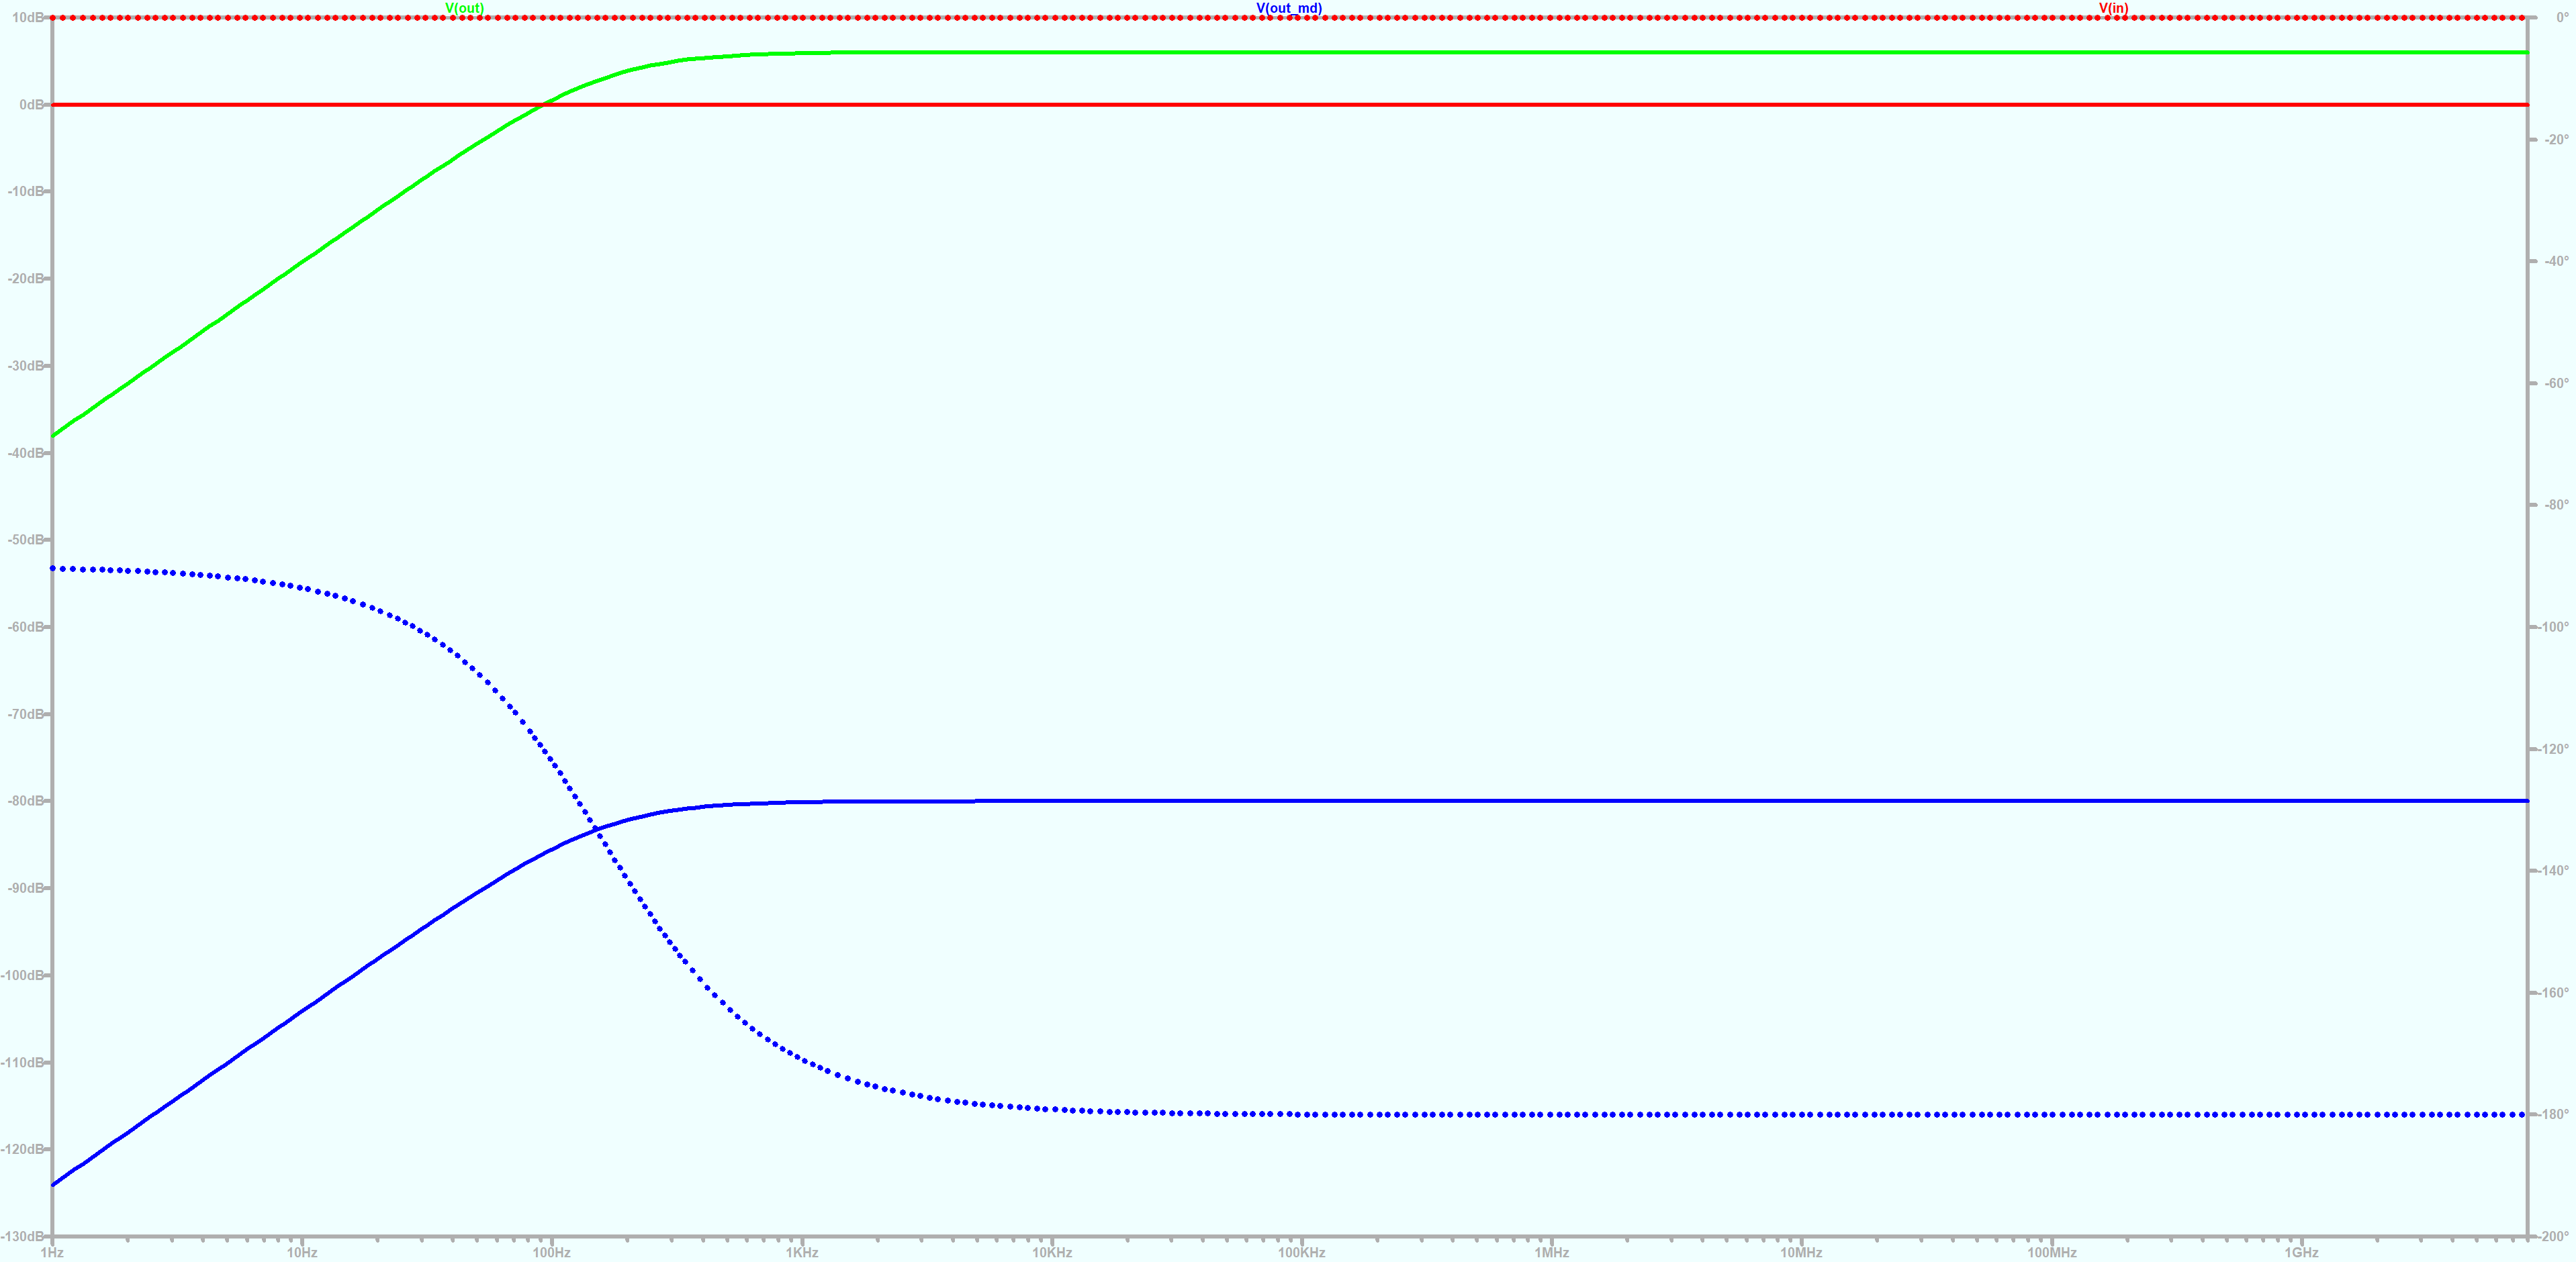 V(out) V(out_md) V(in)
10dB 0°
0dB
-20°
-10dB
-40°
-20dB
-30dB
-60°
-40dB
-80°
-50dB
-60dB -100°
-70dB
-120°
-80dB
-140°
-90dB
-100dB
-160°
-110dB
-180°
-120dB
-130dB -200°
1Hz 10Hz 100Hz 1KHz 10KHz 100KHz 1MHz 10MHz 100MHz 1GHz